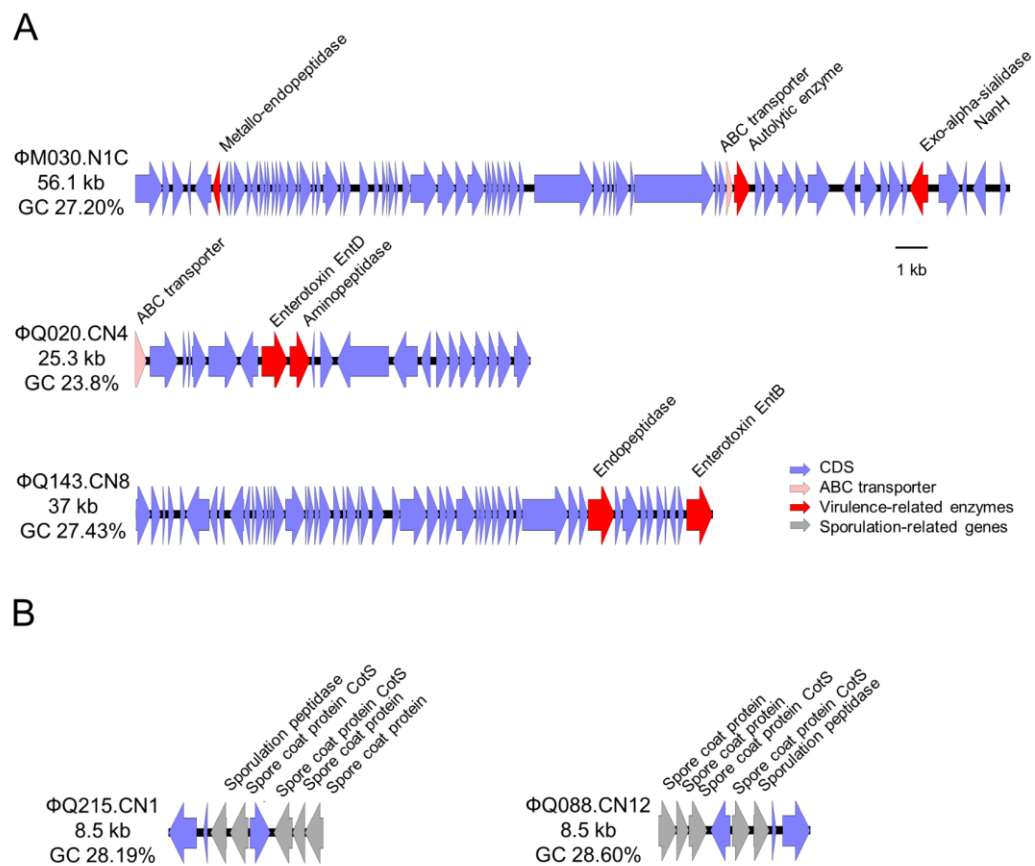 A
Metallo-endopeptidase
ABC transporter
Autolytic enzyme
Exo-alpha-sialidase
NanH
ΦM030.N1C
56.1 kb
GC 27.20%
1 kb
ABC transporter
Enterotoxin EntD
Aminopeptidase
ΦQ020.CN4
25.3 kb
GC 23.8%
Endopeptidase
Enterotoxin EntB
ΦQ143.CN8
37 kb
GC 27.43%
CDS
ABC transporter
Virulence-related enzymes
Sporulation-related genes
B
Sporulation peptidase
Spore coat protein CotS
Spore coat protein CotS
Spore coat protein
Spore coat protein
ΦQ215.CN1
8.5 kb
GC 28.19%
Spore coat protein
Spore coat protein
Spore coat protein CotS
Spore coat protein CotS
Sporulation peptidase
ΦQ088.CN12
8.5 kb
GC 28.60%